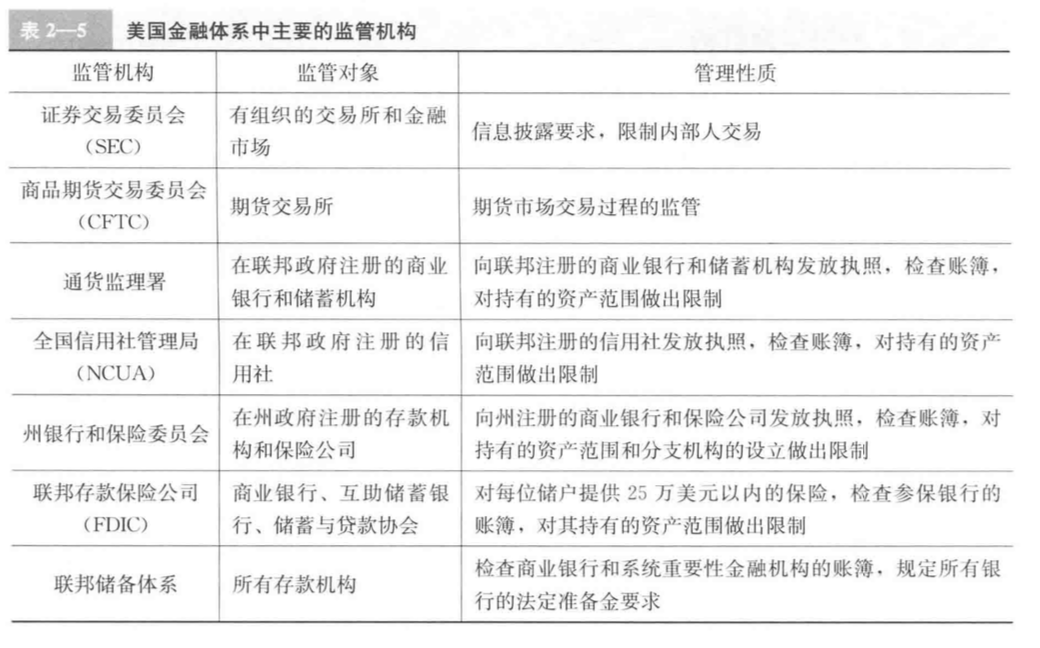 表2—5 美国金融体系中主要的监管机构
监管机构 监管对象 管理性质
证券交易委员会
(SEC)
有组织的交易所和金融
市场
信息披露要求，限制内部人交易
商品期货交易委员会
(CFTC)
期货交易所
期货市场交易过程的监管
通货监理署
在联邦政府注册的商业
银行和储蓄机构
向联邦注册的商业银行和储蓄机构发放执照，检查账簿，
对持有的资产范围做出限制
全国信用社管理局
(NCUA)
在联邦政府注册的信
用社
向联邦注册的信用社发放执照，检查账簿，对持有的资产
范围做出限制
州银行和保险委员会
在州政府注册的存款机
构和保险公司
向州注册的商业银行和保险公司发放执照，检查账簿，对
持有的资产范围和分支机构的设立做出限制
联邦存款保险公司
(FDIC)
商业银行、互助储蓄银
行、储蓄与贷款协会
对每位储户提供25万美元以内的保险，检查参保银行的
账簿，对其持有的资产范围做出限制
联邦储备体系
所有存款机构
检查商业银行和系统重要性金融机构的账簿，规定所有银
行的法定准备金要求